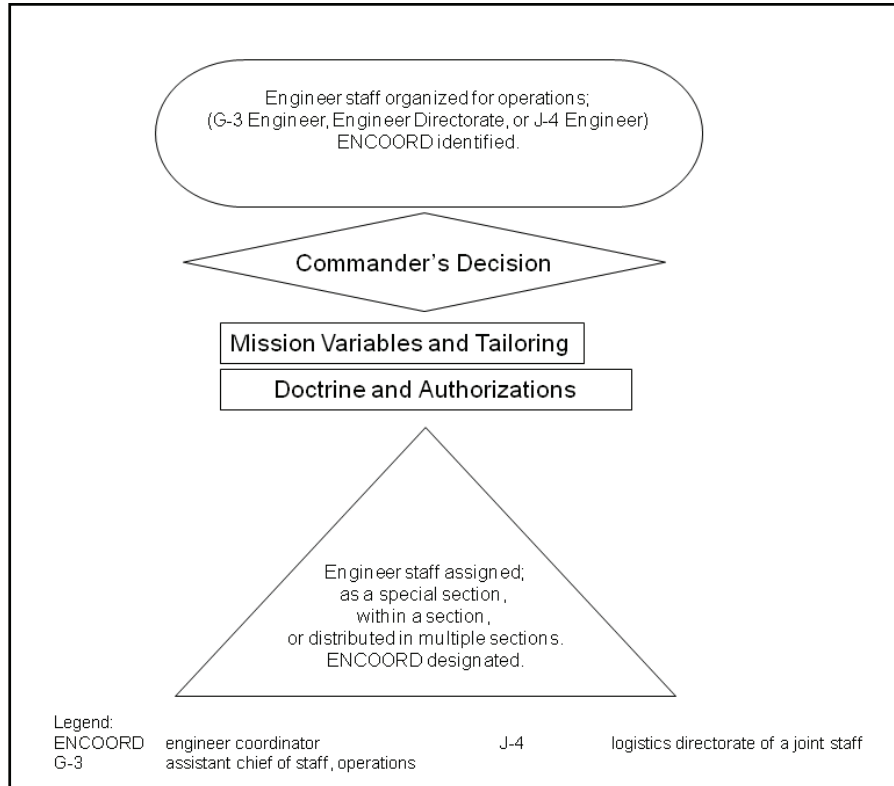 Engineer staff organized for operations;
(G-3 Engineer, Engineer Directorate, or J-4 Engineer)
ENCOORD identified.
Commander's Decision
Mission Variables and Tailoring
Doctrine and Authorizations
Engineer staff assigned;
as a special section,
within a section,
or distributed in multiple sections.
ENCOORD designated.
Legend:
ENCOORD engineer coordinator J-4 logistics directorate of a joint staff
G-3 assistant chief of staff, operations